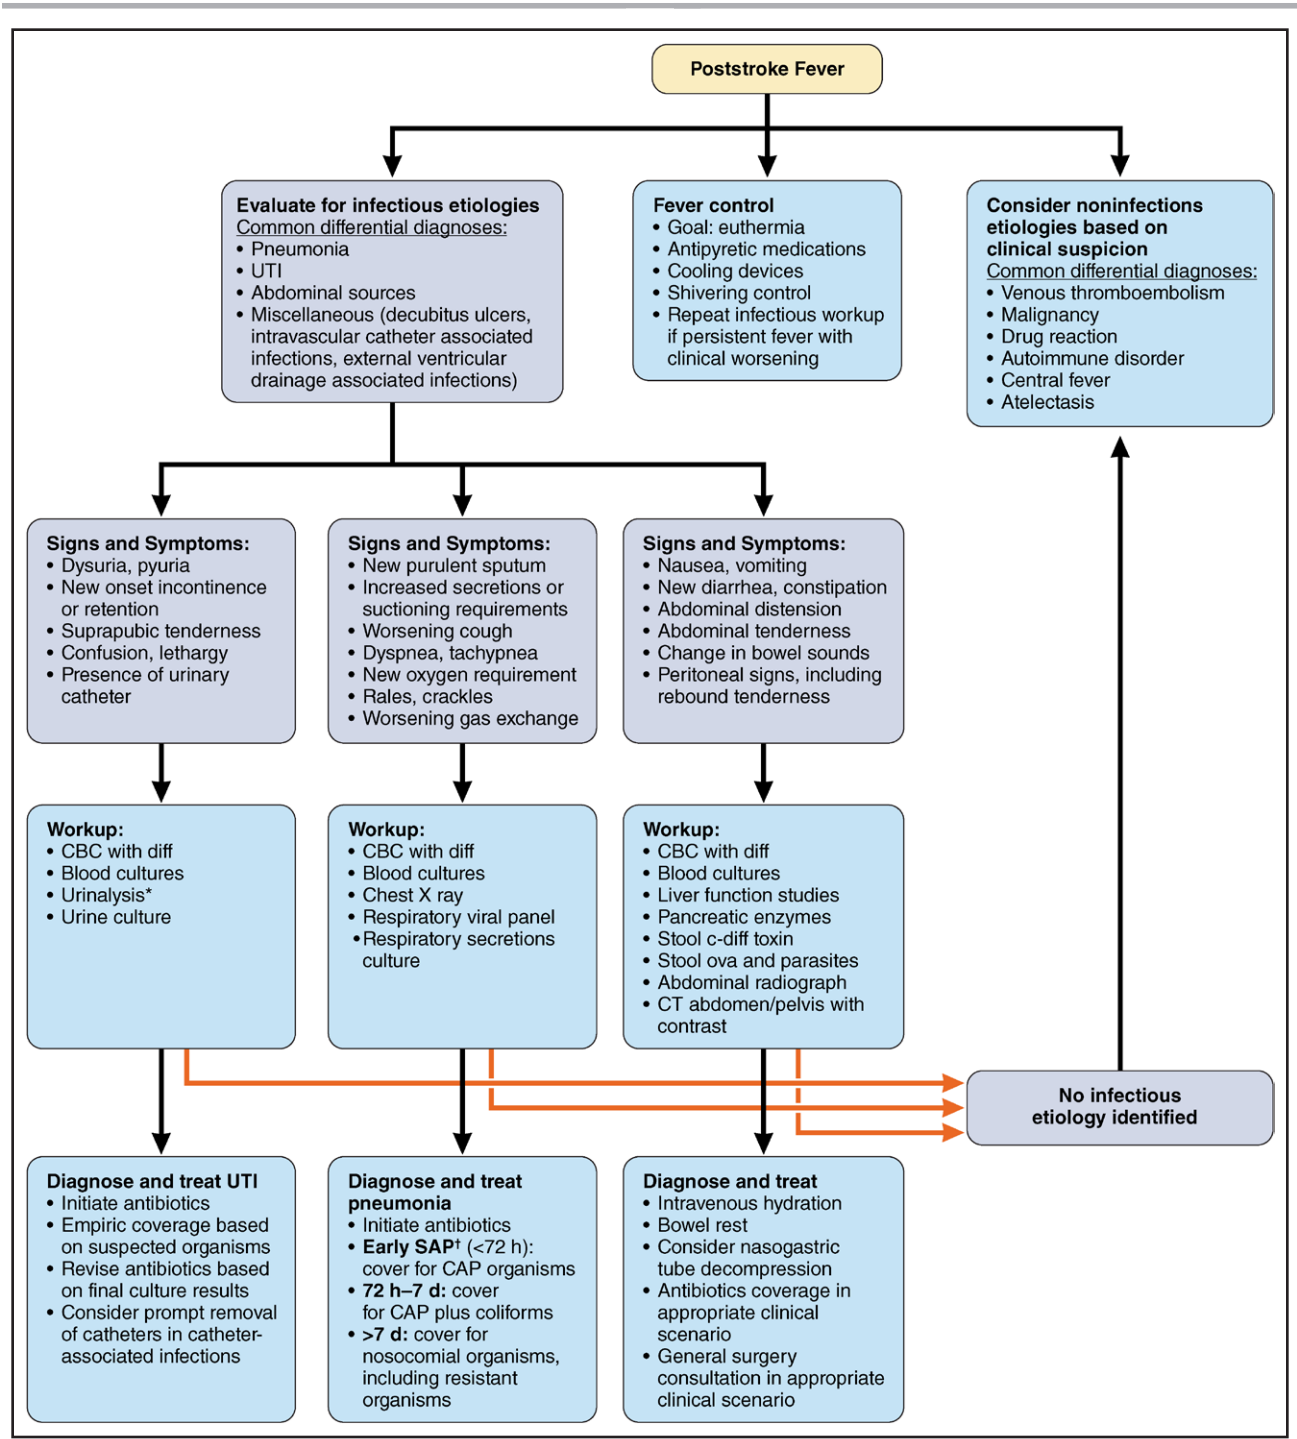 Poststroke Fever
Evaluate for infectious etiologies
Common differential diagnoses:
• Pneumonia
• UTI
• Abdominal sources
• Miscellaneous (decubitus ulcers,
intravascular catheter associated
infections, external ventricular
drainage associated infections)
Fever control
• Goal: euthermia
• Antipyretic medications
• Cooling devices
• Shivering control
• Repeat infectious workup
if persistent fever with
clinical worsening
Consider noninfections
etiologies based on
clinical suspicion
Common differential diagnoses:
• Venous thromboembolism
• Malignancy
• Drug reaction
• Autoimmune disorder
• Central fever
• Atelectasis
Signs and Symptoms:
• Dysuria, pyuria
• New onset incontinence
or retention
• Suprapubic tenderness
• Confusion, lethargy
• Presence of urinary
catheter
Signs and Symptoms:
• New purulent sputum
• Increased secretions or
suctioning requirements
• Worsening cough
• Dyspnea, tachypnea
• New oxygen requirement
• Rales, crackles
• Worsening gas exchange
Signs and Symptoms:
• Nausea, vomiting
• New diarrhea, constipation
• Abdominal distension
• Abdominal tenderness
• Change in bowel sounds
• Peritoneal signs, including
rebound tenderness
Workup:
• CBC with diff
• Blood cultures
• Urinalysis*
• Urine culture
Workup:
• CBC with diff
• Blood cultures
• Chest X ray
• Respiratory viral panel
• Respiratory secretions
culture
Workup:
• CBC with diff
• Blood cultures
• Liver function studies
• Pancreatic enzymes
• Stool c-diff toxin
• Stool ova and parasites
• Abdominal radiograph
• CT abdomen/pelvis with
contrast
No infectious
etiology identified
Diagnose and treat UTI
• Initiate antibiotics
• Empiric coverage based
on suspected organisms
• Revise antibiotics based
on final culture results
• Consider prompt removal
of catheters in catheter-
associated infections
Diagnose and treat
pneumonia
• Initiate antibiotics
• Early SAP† (<72 h):
cover for CAP organisms
• 72 h–7 d: cover
for CAP plus coliforms
• >7 d: cover for
nosocomial organisms,
including resistant
organisms
Diagnose and treat
• Intravenous hydration
• Bowel rest
• Consider nasogastric
tube decompression
• Antibiotics coverage in
appropriate clinical
scenario
• General surgery
consultation in appropriate
clinical scenario